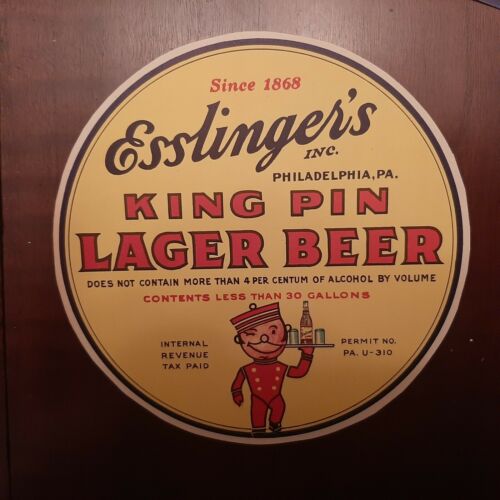 Since 1868
Esslinger's
INC.
PHILADELPHIA, PA.
KING PIN
LAGER BEER
DOES NOT CONTAIN MORE THAN 4 PER CENTUM OF ALCOHOL BY VOLUME
CONTENTS LESS THAN 30 GALLONS
INTERNAL
REVENUE
TAX PAID
PERMIT NO.
PA. U-310